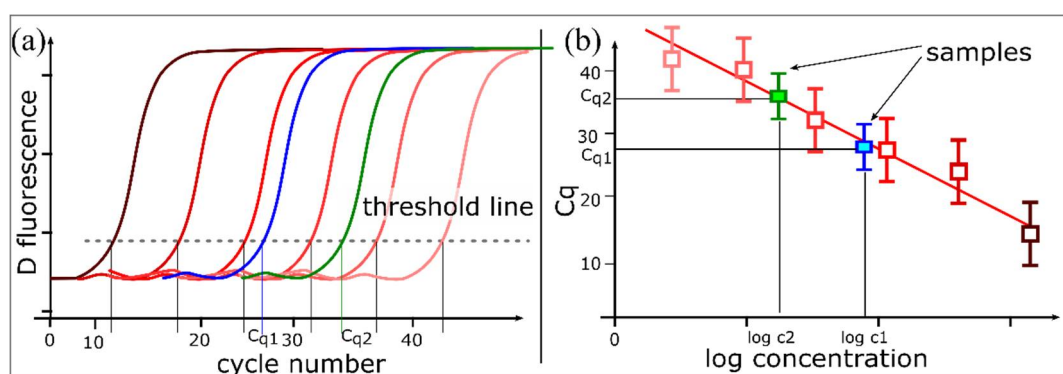 (a)
D fluorescence
threshold line
0 10 20 Cq1 30 Cq2 40
cycle number
(b)
samples
Cq
40
Cq2
30
Cq1
20
10
0 log c2 log c1
log concentration